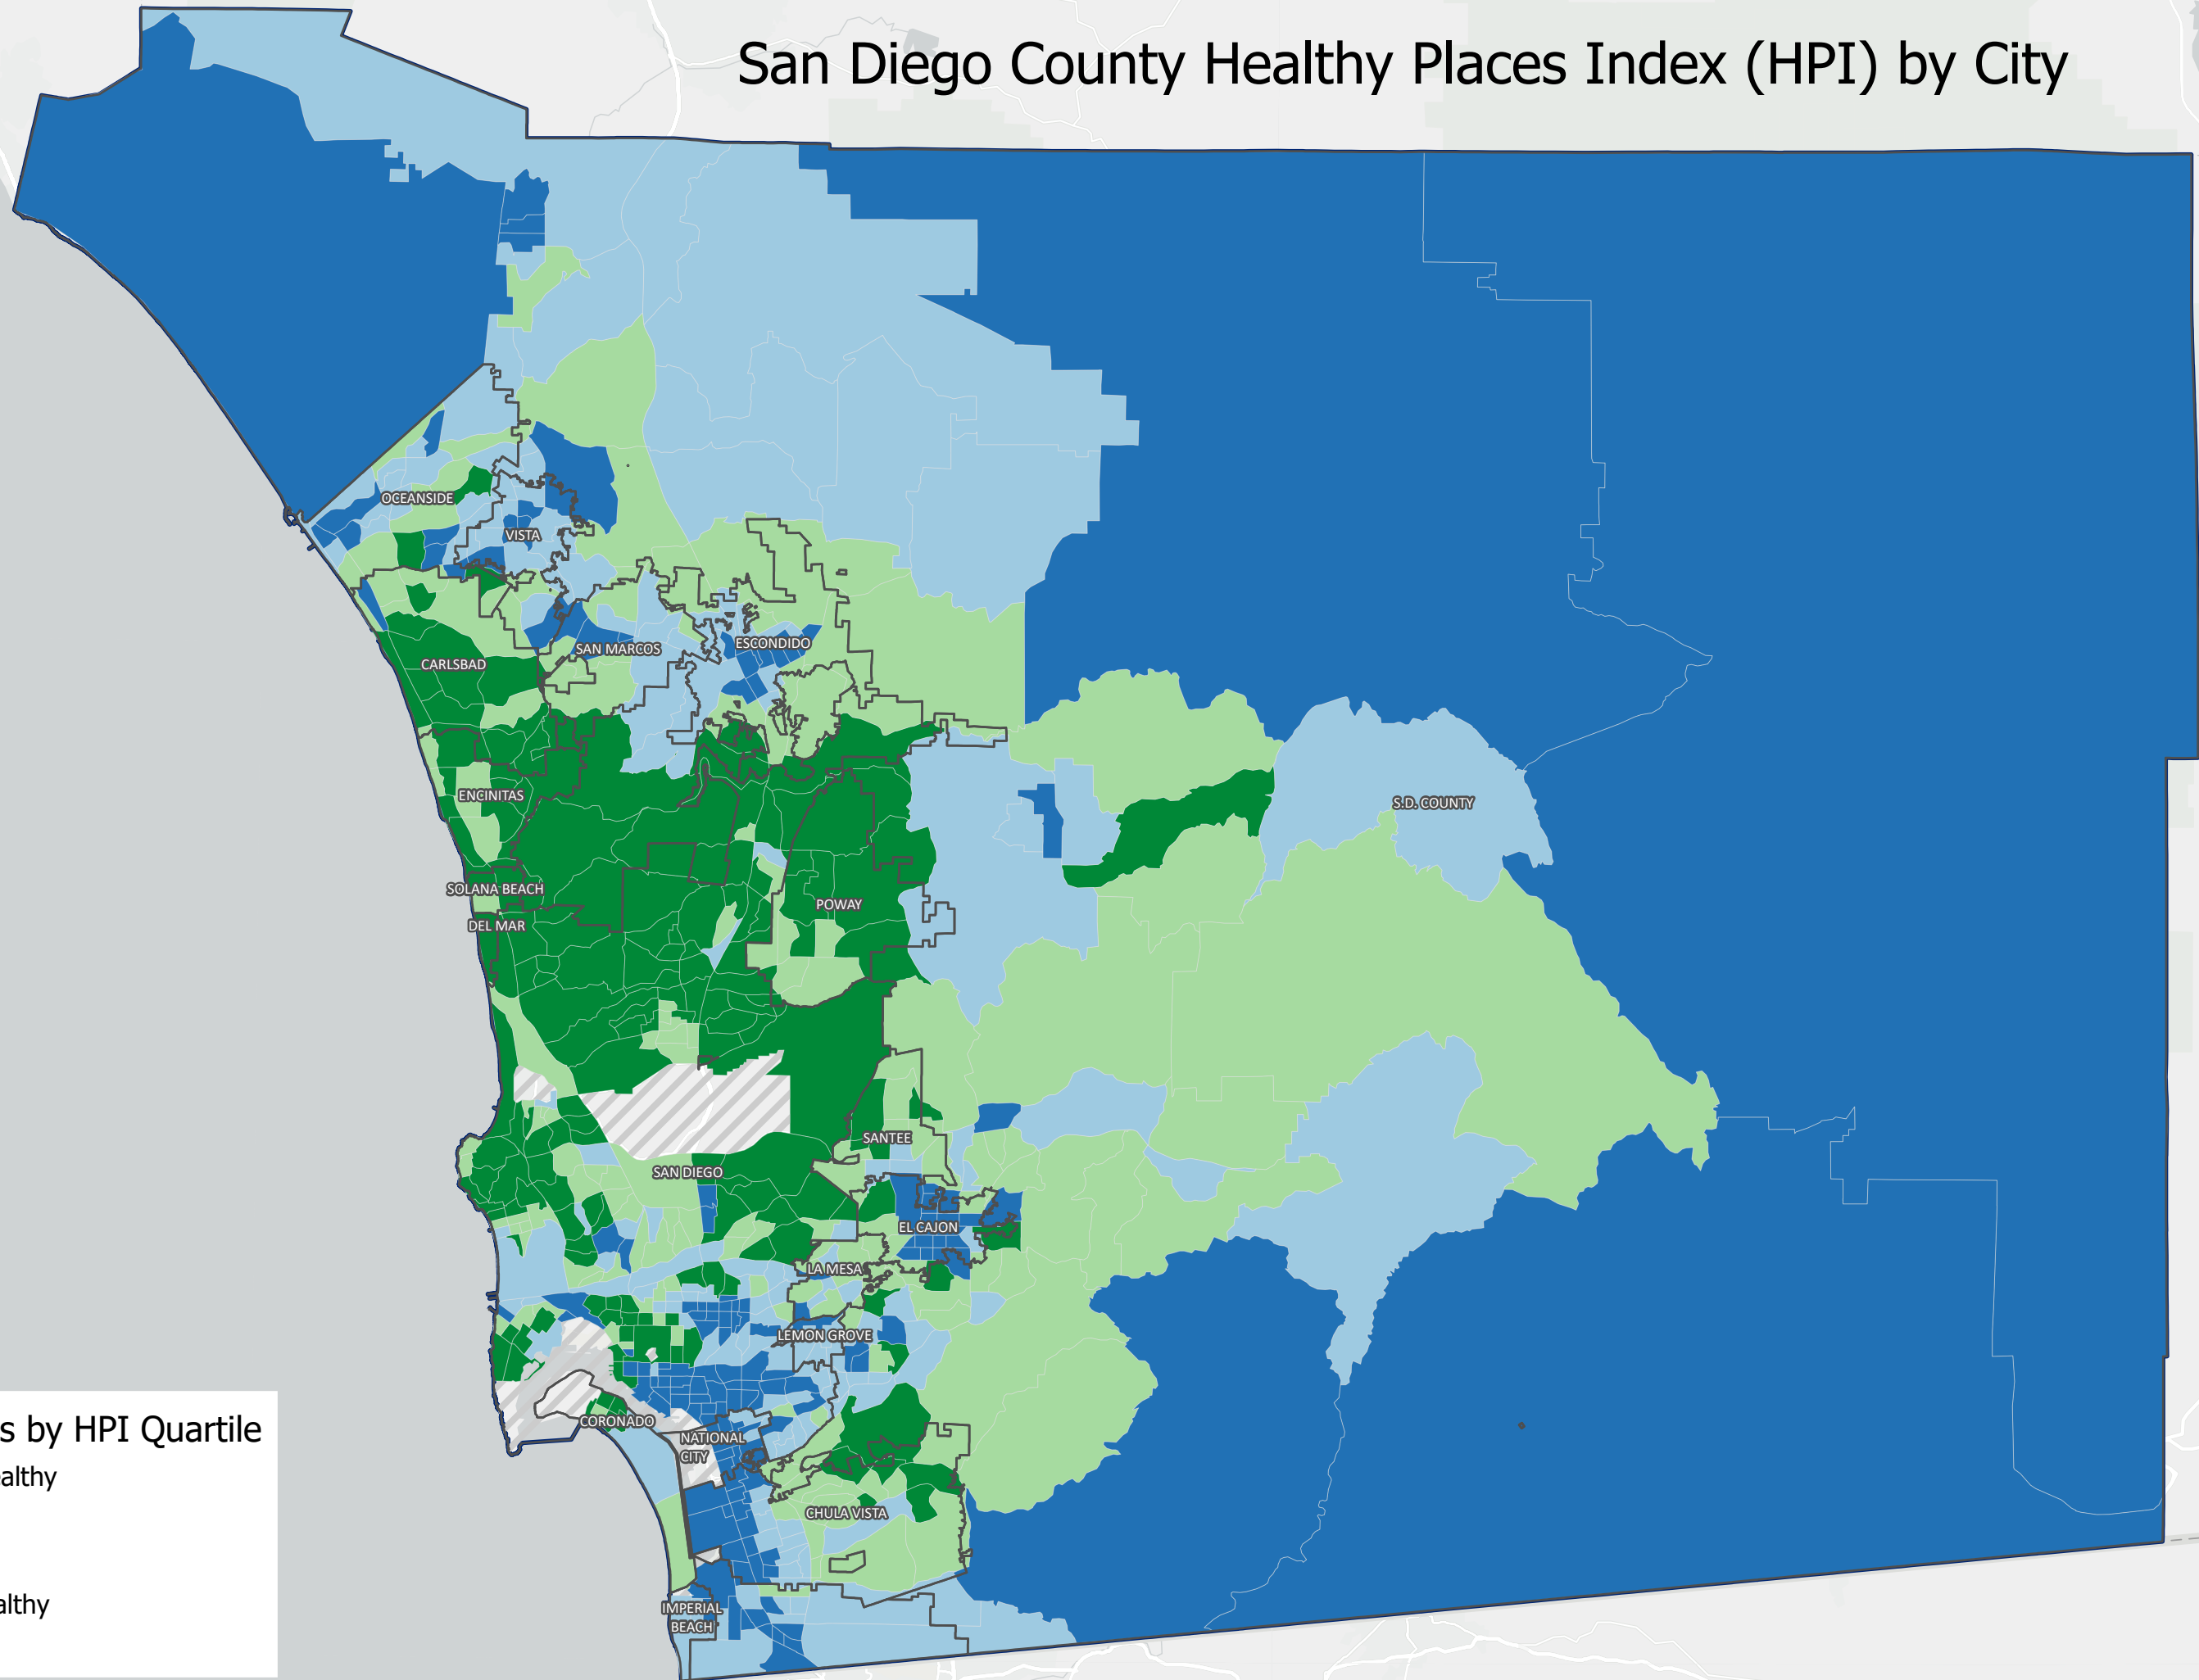 San Diego County Healthy Places Index (HPI) by City
OCEANSIDE
VISTA
SAN MARCOS
ESCONDIDO
CARLSBAD
ENCINITAS
S.D. COUNTY
SOLANA BEACH
POWAY
DEL MAR
SANTEE
SAN DIEGO
EL CAJON
LA MESA
LEMON GROVE
CORONADO
NATIONAL
CITY
CHULA VISTA
IMPERIAL
BEACH
s by HPI Quartile
althy
althy